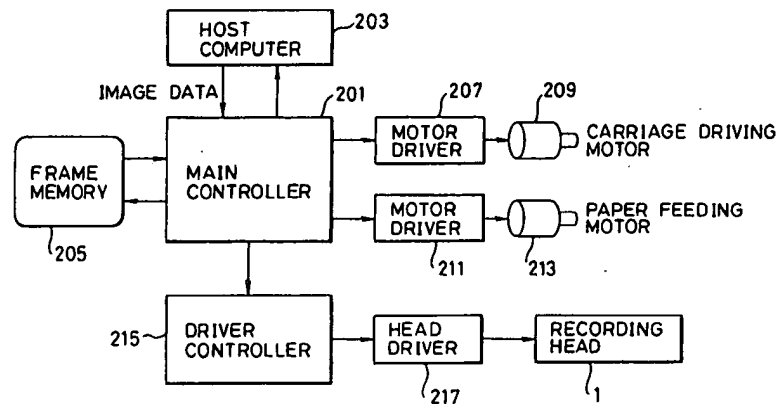 HOST
COMPUTER
203
IMAGE DATA
201
207
209
MOTOR
DRIVER
CARRIAGE DRIVING
MOTOR
FRAME
MEMORY
MAIN
CONTROLLER
205
MOTOR
DRIVER
PAPER FEEDING
MOTOR
211
213
215
DRIVER
CONTROLLER
HEAD
DRIVER
RECORDING
HEAD
217
1